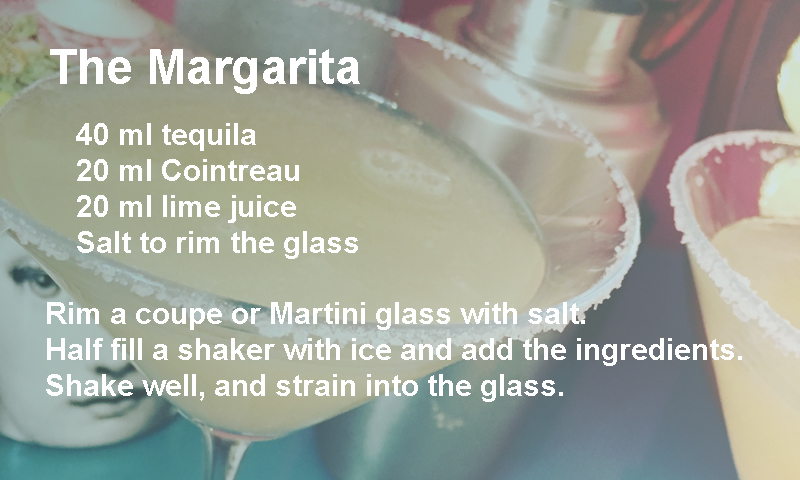 The Margarita
40 ml tequila
20 ml Cointreau
20 ml lime juice
Salt to rim the glass
Rim a coupe or Martini glass with salt.
Half fill a shaker with ice and add the ingredients.
Shake well, and strain into the glass.